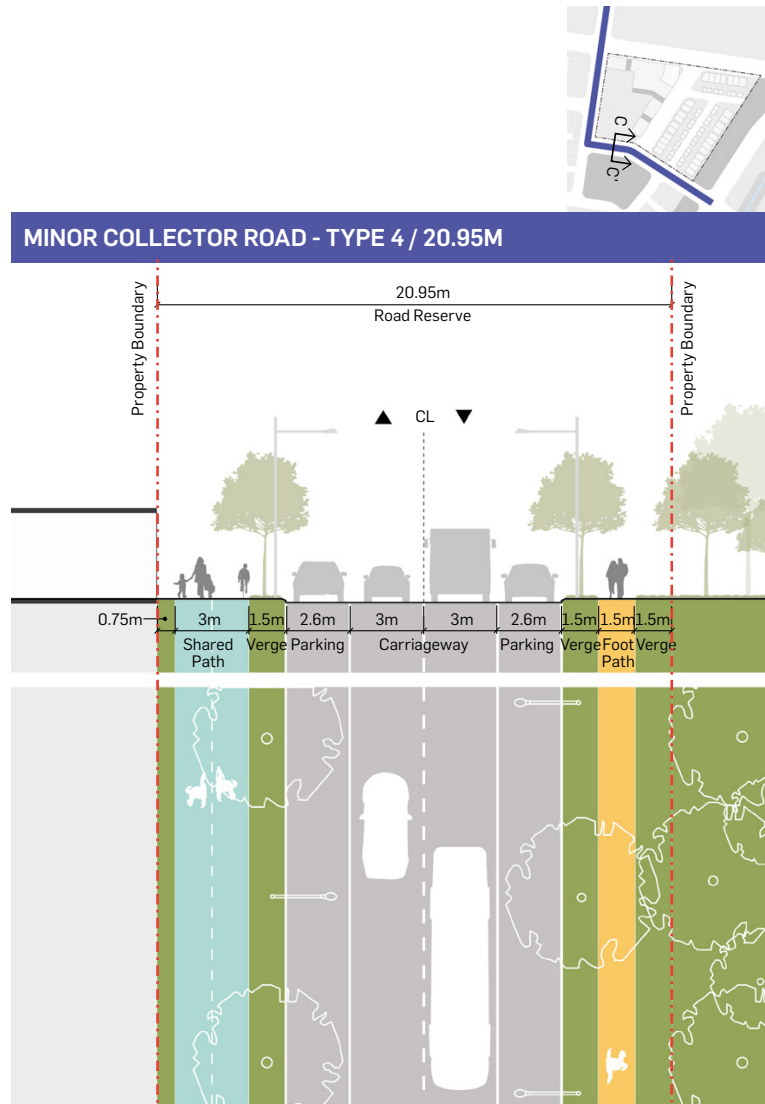 C
C'
MINOR COLLECTOR ROAD - TYPE 4 / 20.95M
Property Boundary
20.95m
Road Reserve
Property Boundary
CL
0.75m
3m
1.5m
2.6m
3m
3m
2.6m
1.5m
1.5m
1.5m
Shared
Path
Verge
Parking
Carriageway
Parking
Verge
Foot
Path
Verge